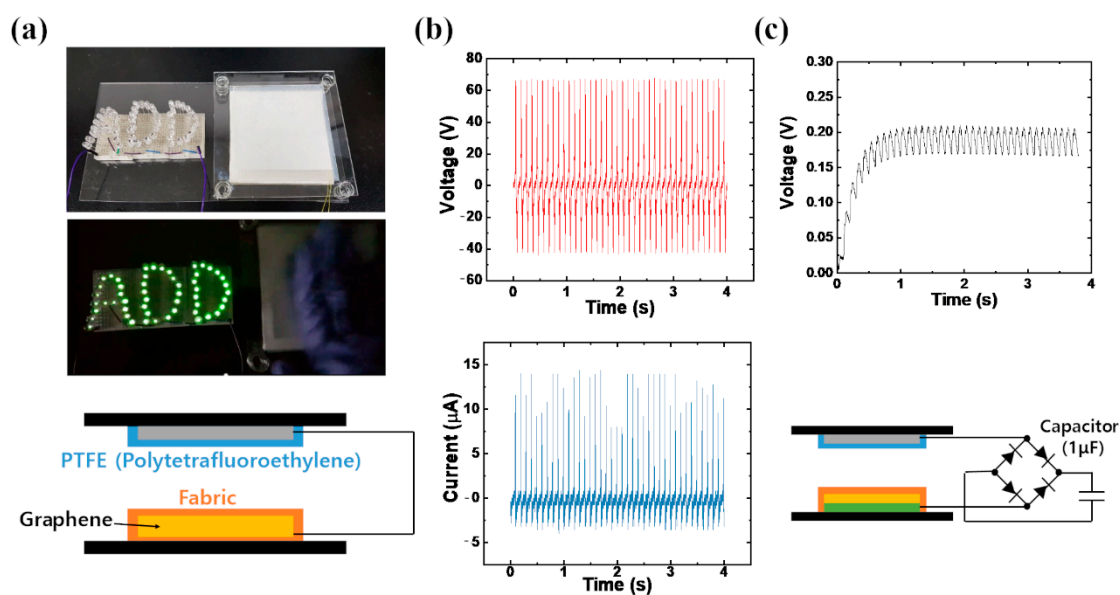 (a)
ADD
ADD
PTFE (Polytetrafluoroethylene)
Fabric
Graphene
(b)
80
60
40
20
0
-20
-40
-60
Voltage (V)
0 1 2 3 4
Time (s)
15
10
5
0
-5
Current (μA)
0 1 2 3 4
Time (s)
(c)
0.30
0.25
0.20
0.15
0.10
0.05
0.00
Voltage (V)
0 1 2 3 4
Time (s)
Capacitor
(1μF)